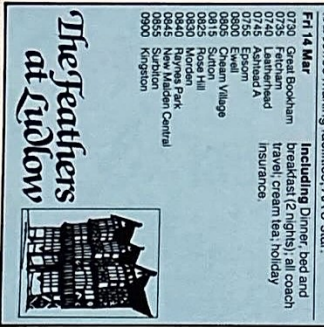 Fri 14 Mar
0730 Great Bookham
0735 Fetcham
0740 Leatherhead
0745 Ashtead A
0755 Epsom
0800 Ewell
0810 Cheam Village
0815 Sutton
0825 Rose Hill
0830 Morden
0840 Raynes Park
0845 New Malden Central
0855 Surbiton
0900 Kingston
Including Dinner, bed and
breakfast (2 nights); all coach
travel; cream tea; holiday
insurance.
The Feathers
at Ludlow